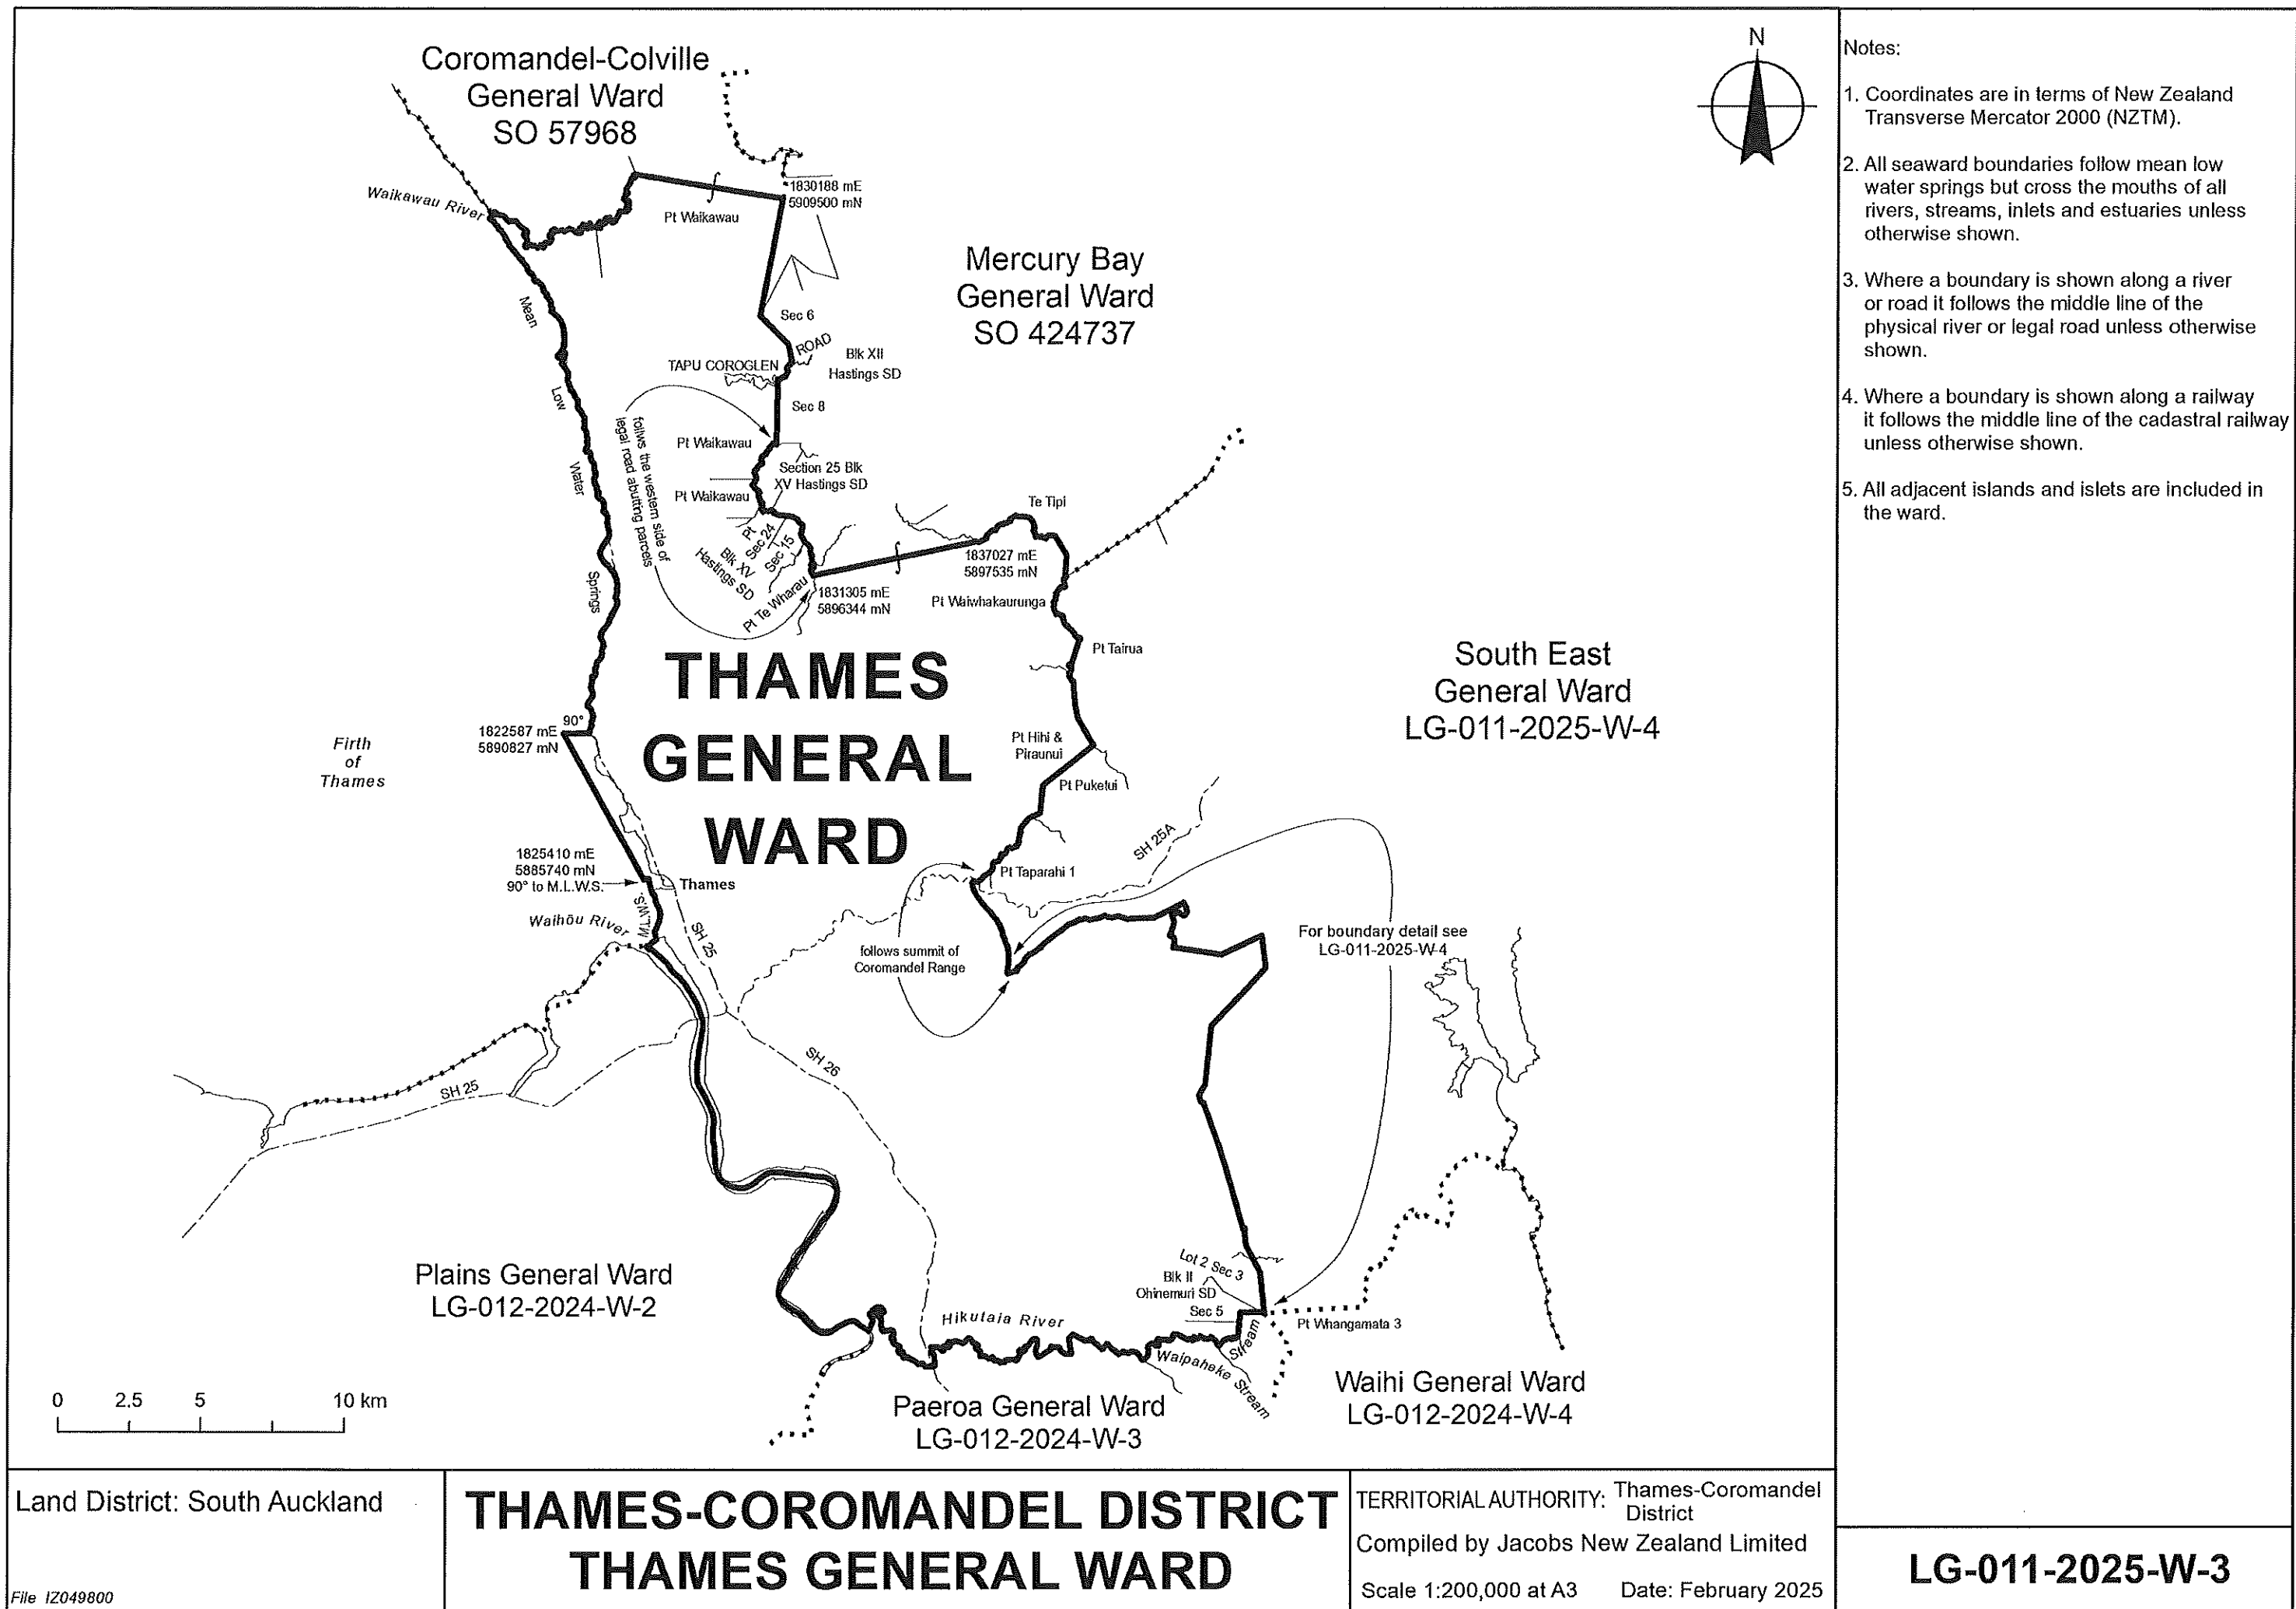 Coromandel-Colville
General Ward
SO 57968
N
Waikawau River
1830188 mE
5909500 mN
Pt Waikawau
Mercury Bay
General Ward
SO 424737
Mean
Low
Water
Springs
Sec 6
ROAD
TAPU COROGLEN
Blk XII
Hastings SD
Sec 8
follws the western side of
legal road abutting parcels
Pt Waikawau
Section 25 Blk
XV Hastings SD
Pt Waikawau
Pt
Sec 24
Sec 15
Blk XV
Hastings SD
Pt Te Wharau
1831305 mE
5896344 mN
Te Tipi
1837027 mE
5897535 mN
Pt Waiwhakaurunga
Pt Tairua
THAMES
GENERAL
WARD
South East
General Ward
LG-011-2025-W-4
Firth
of
Thames
1822587 mE
5890827 mN
90°
Pt Hihi &
Piraunui
Pt Puketui
SH 25A
1825410 mE
5885740 mN
90° to M.L.W.S.
Thames
Pt Taparahi 1
M.L.W.S.
Waihōu River
SH 25
follows summit of
Coromandel Range
For boundary detail see
LG-011-2025-W-4
SH 26
SH 25
Plains General Ward
LG-012-2024-W-2
Lot 2 Sec 3
Blk II
Ohinemuri SD
Sec 5
Hikutaia River
Pt Whangamata 3
Stream
Waipaheke Stream
Paeroa General Ward
LG-012-2024-W-3
Waihi General Ward
LG-012-2024-W-4
0 2.5 5 10 km
Notes:
1. Coordinates are in terms of New Zealand
Transverse Mercator 2000 (NZTM).
2. All seaward boundaries follow mean low
water springs but cross the mouths of all
rivers, streams, inlets and estuaries unless
otherwise shown.
3. Where a boundary is shown along a river
or road it follows the middle line of the
physical river or legal road unless otherwise
shown.
4. Where a boundary is shown along a railway
it follows the middle line of the cadastral railway
unless otherwise shown.
5. All adjacent islands and islets are included in
the ward.
Land District: South Auckland
File IZ049800
THAMES-COROMANDEL DISTRICT
THAMES GENERAL WARD
TERRITORIAL AUTHORITY: Thames-Coromandel
District
Compiled by Jacobs New Zealand Limited
Scale 1:200,000 at A3 Date: February 2025
LG-011-2025-W-3